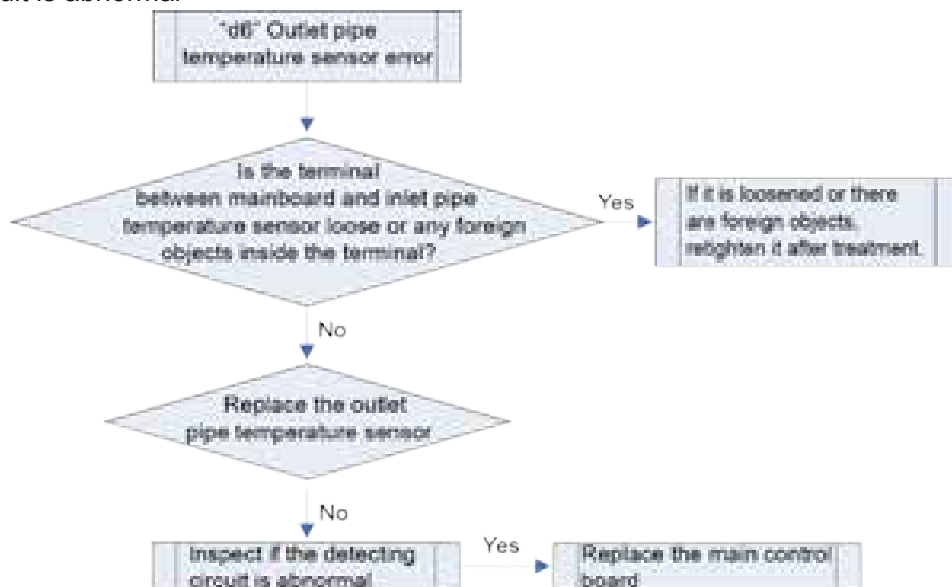 "d6" Outlet pipe
temperature sensor error
Is the terminal
between mainboard and inlet pipe
temperature sensor loose or any foreign
objects inside the terminal?
Yes
If it is loosened or there
are foreign objects,
retighten it after treatment.
No
Replace the outlet
pipe temperature sensor
No
Inspect if the detecting
circuit is abnormal
Yes
Replace the main control
board